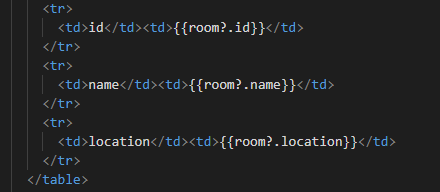 <tr>
<td>id</td><td>{{room?.id}}</td>
</tr>
<tr>
<td>name</td><td>{{room?.name}}</td>
</tr>
<tr>
<td>location</td><td>{{room?.location}}</td>
</tr>
</table>